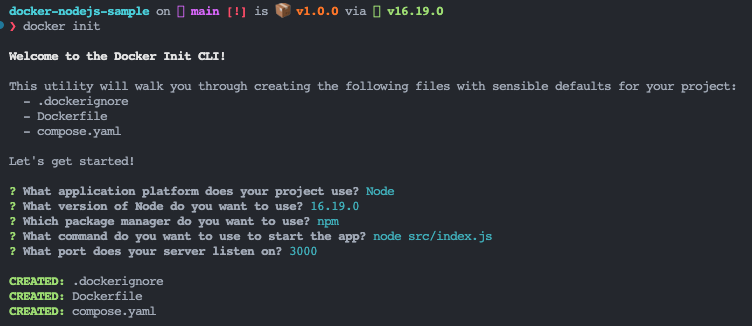 docker-nodejs-sample on main [!] is 📦 v1.0.0 via v16.19.0
❯ docker init
Welcome to the Docker Init CLI!
This utility will walk you through creating the following files with sensible defaults for your project:
- .dockerignore
- Dockerfile
- compose.yaml
Let's get started!
? What application platform does your project use? Node
? What version of Node do you want to use? 16.19.0
? Which package manager do you want to use? npm
? What command do you want to use to start the app? node src/index.js
? What port does your server listen on? 3000
CREATED: .dockerignore
CREATED: Dockerfile
CREATED: compose.yaml